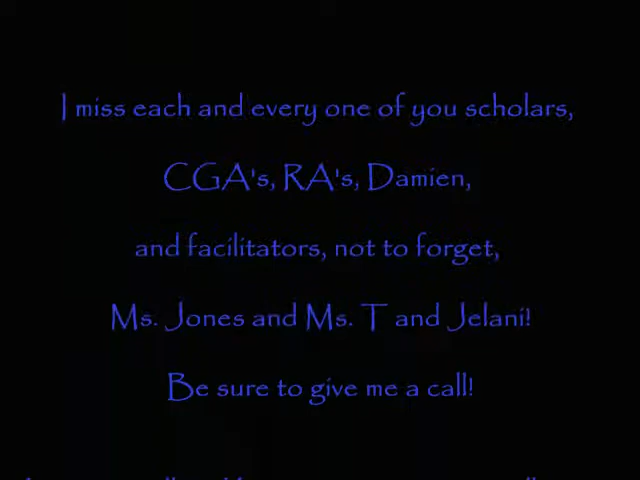 I miss each and every one of you scholars,
CGA's, RA's, Damien,
and facilitators, not to forget,
Ms. Jones and Ms. T and Jelani!
Be sure to give me a call!